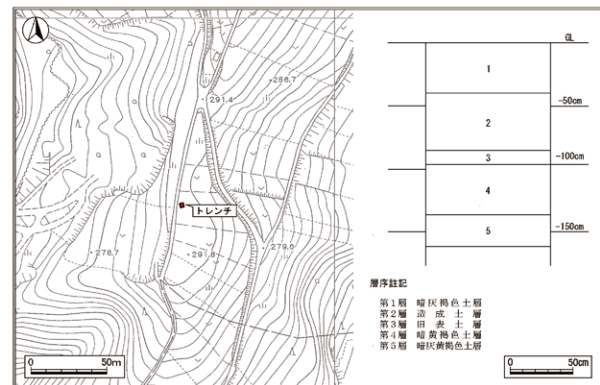 288.7
291.4
トレンチ
278.7
291.8
279.8
0 50m
GL
1
-50cm
2
3
-100cm
4
-150cm
5
層序註記
第1層 暗灰褐色土層
第2層 造成土層
第3層 旧表土層
第4層 暗黄褐色土層
第5層 暗灰黄褐色土層
0 50cm